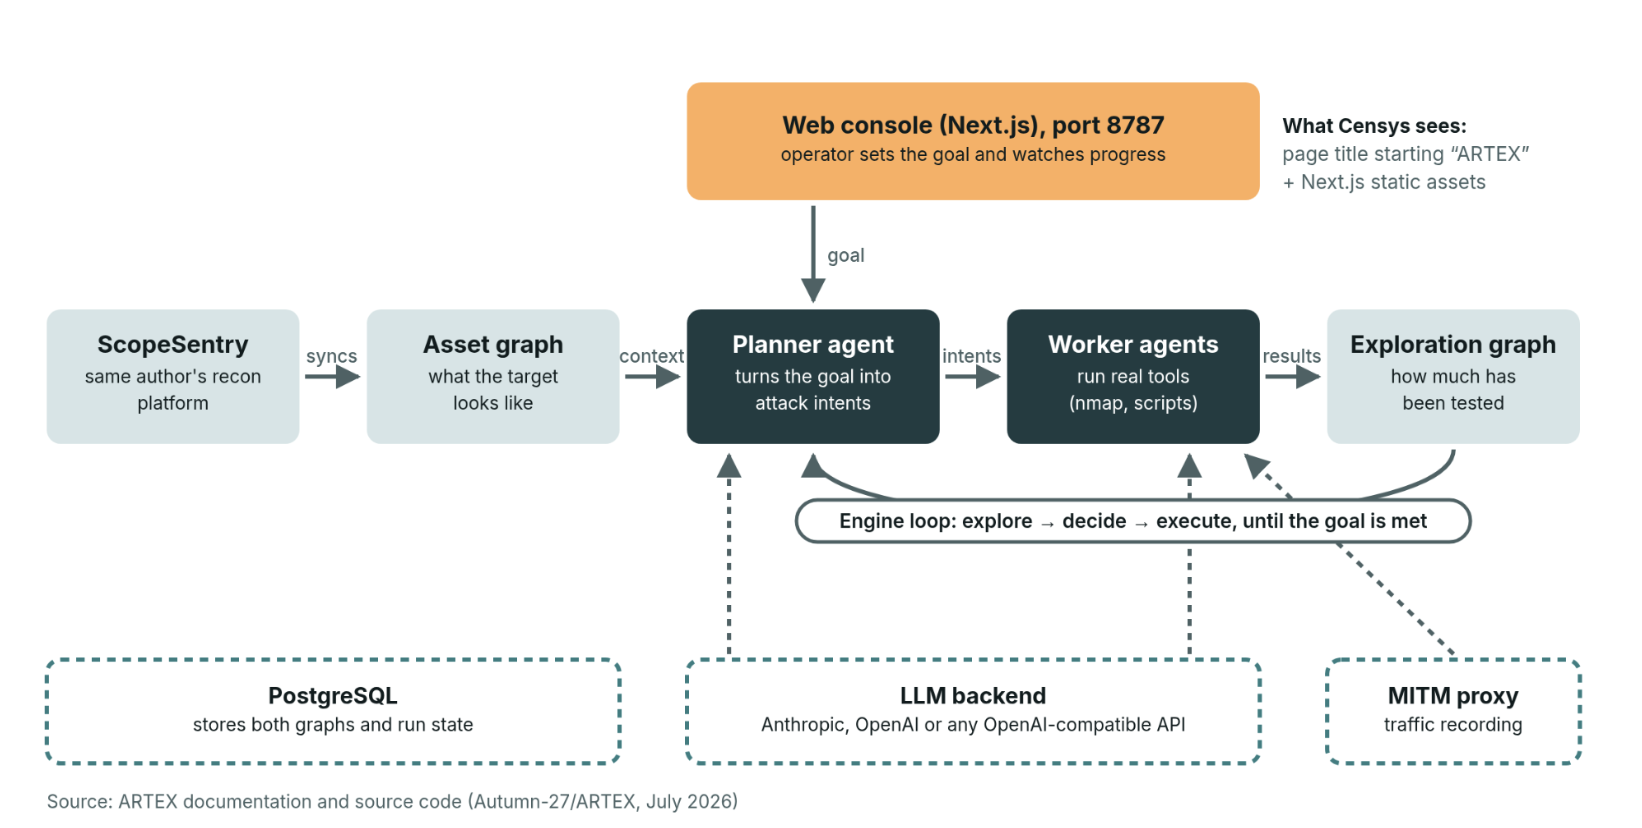 Web console (Next.js), port 8787
operator sets the goal and watches progress
What Censys sees:
page title starting “ARTEX”
+ Next.js static assets
goal
ScopeSentry
same author's recon
platform
syncs
Asset graph
what the target
looks like
context
Planner agent
turns the goal into
attack intents
intents
Worker agents
run real tools
(nmap, scripts)
results
Exploration graph
how much has
been tested
Engine loop: explore → decide → execute, until the goal is met
PostgreSQL
stores both graphs and run state
LLM backend
Anthropic, OpenAI or any OpenAI-compatible API
MITM proxy
traffic recording
Source: ARTEX documentation and source code (Autumn-27/ARTEX, July 2026)